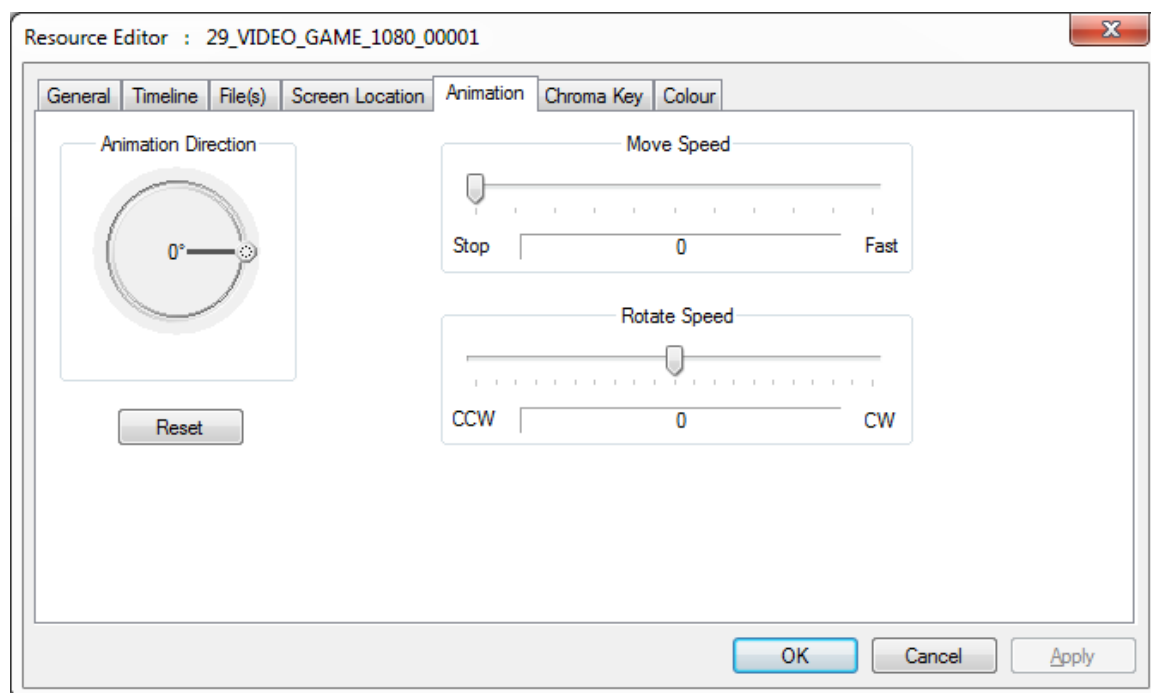 Resource Editor : 29_VIDEO_GAME_1080_00001
X
General Timeline File(s) Screen Location Animation Chroma Key Colour
Animation Direction
0°
Reset
Move Speed
Stop 0 Fast
Rotate Speed
CCW 0 CW
OK Cancel Apply